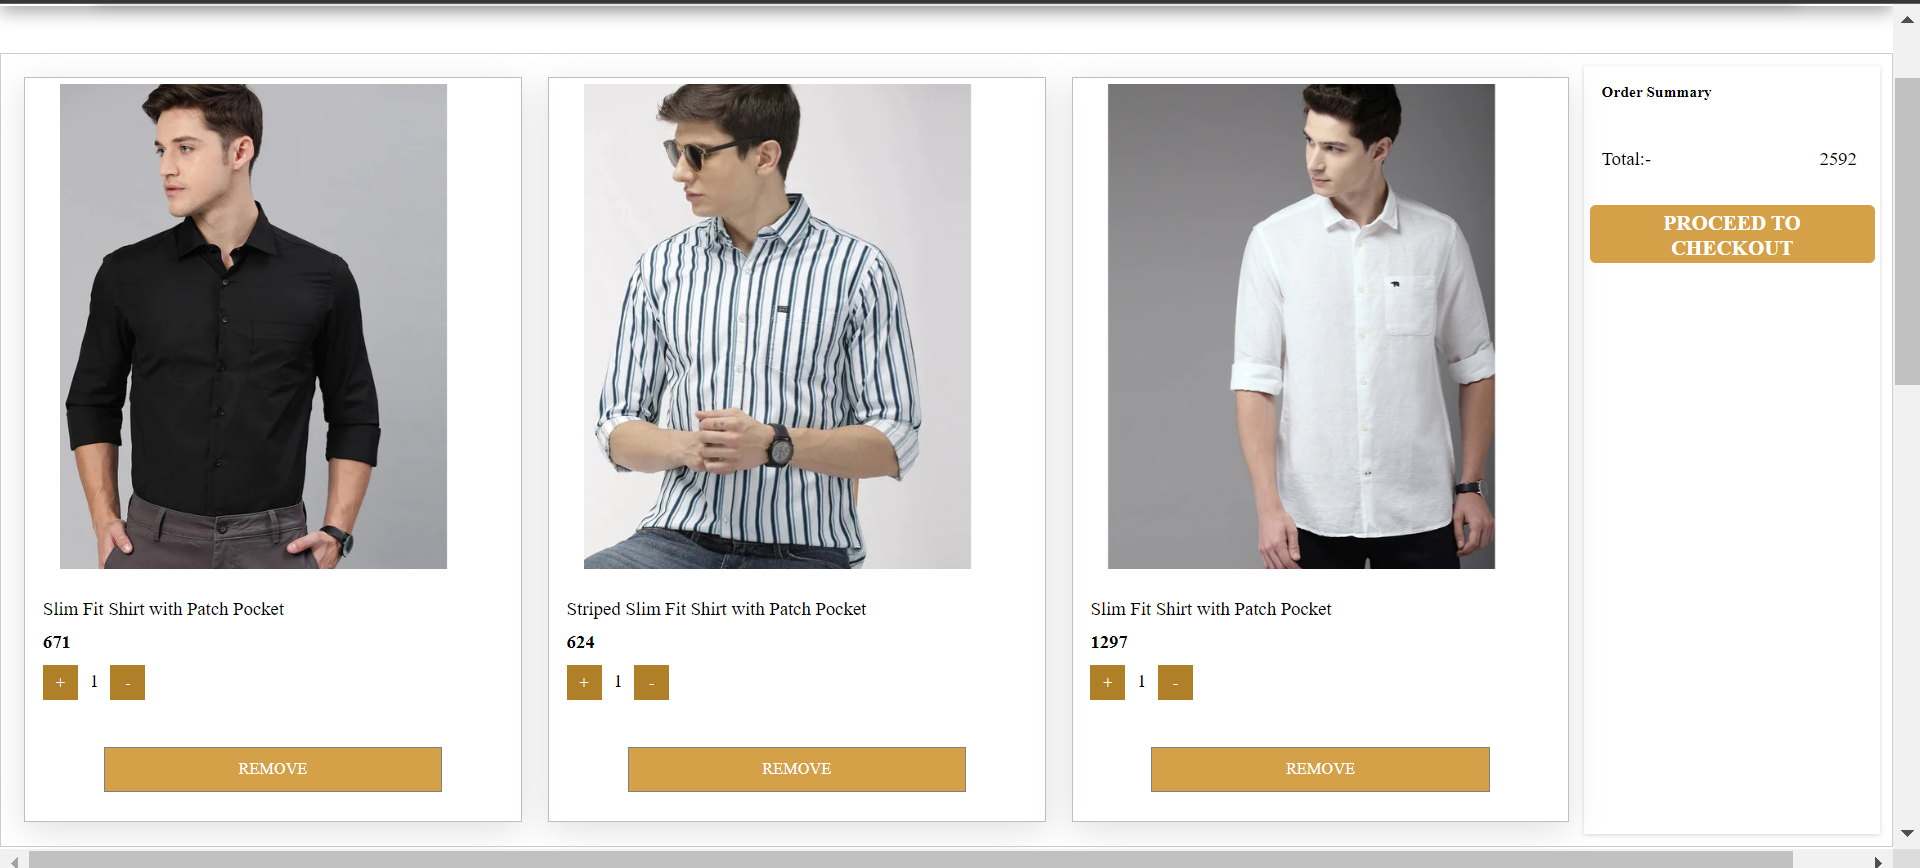 Slim Fit Shirt with Patch Pocket
671
+ 1 -
REMOVE
Striped Slim Fit Shirt with Patch Pocket
624
+ 1 -
REMOVE
Slim Fit Shirt with Patch Pocket
1297
+ 1 -
REMOVE
Order Summary
Total:- 2592
PROCEED TO
CHECKOUT